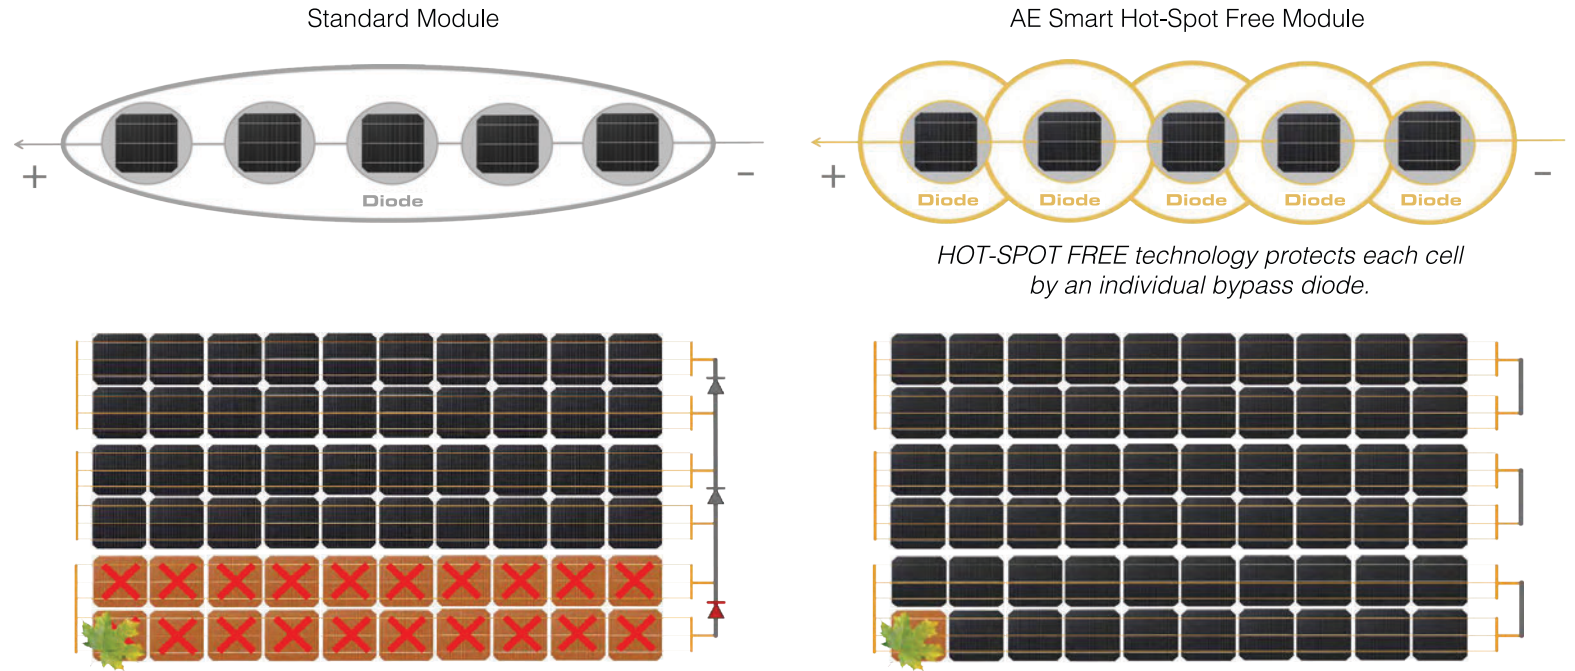 Standard Module
AE Smart Hot-Spot Free Module
+ Diode −
+ Diode Diode Diode Diode Diode −
HOT-SPOT FREE technology protects each cell
by an individual bypass diode.